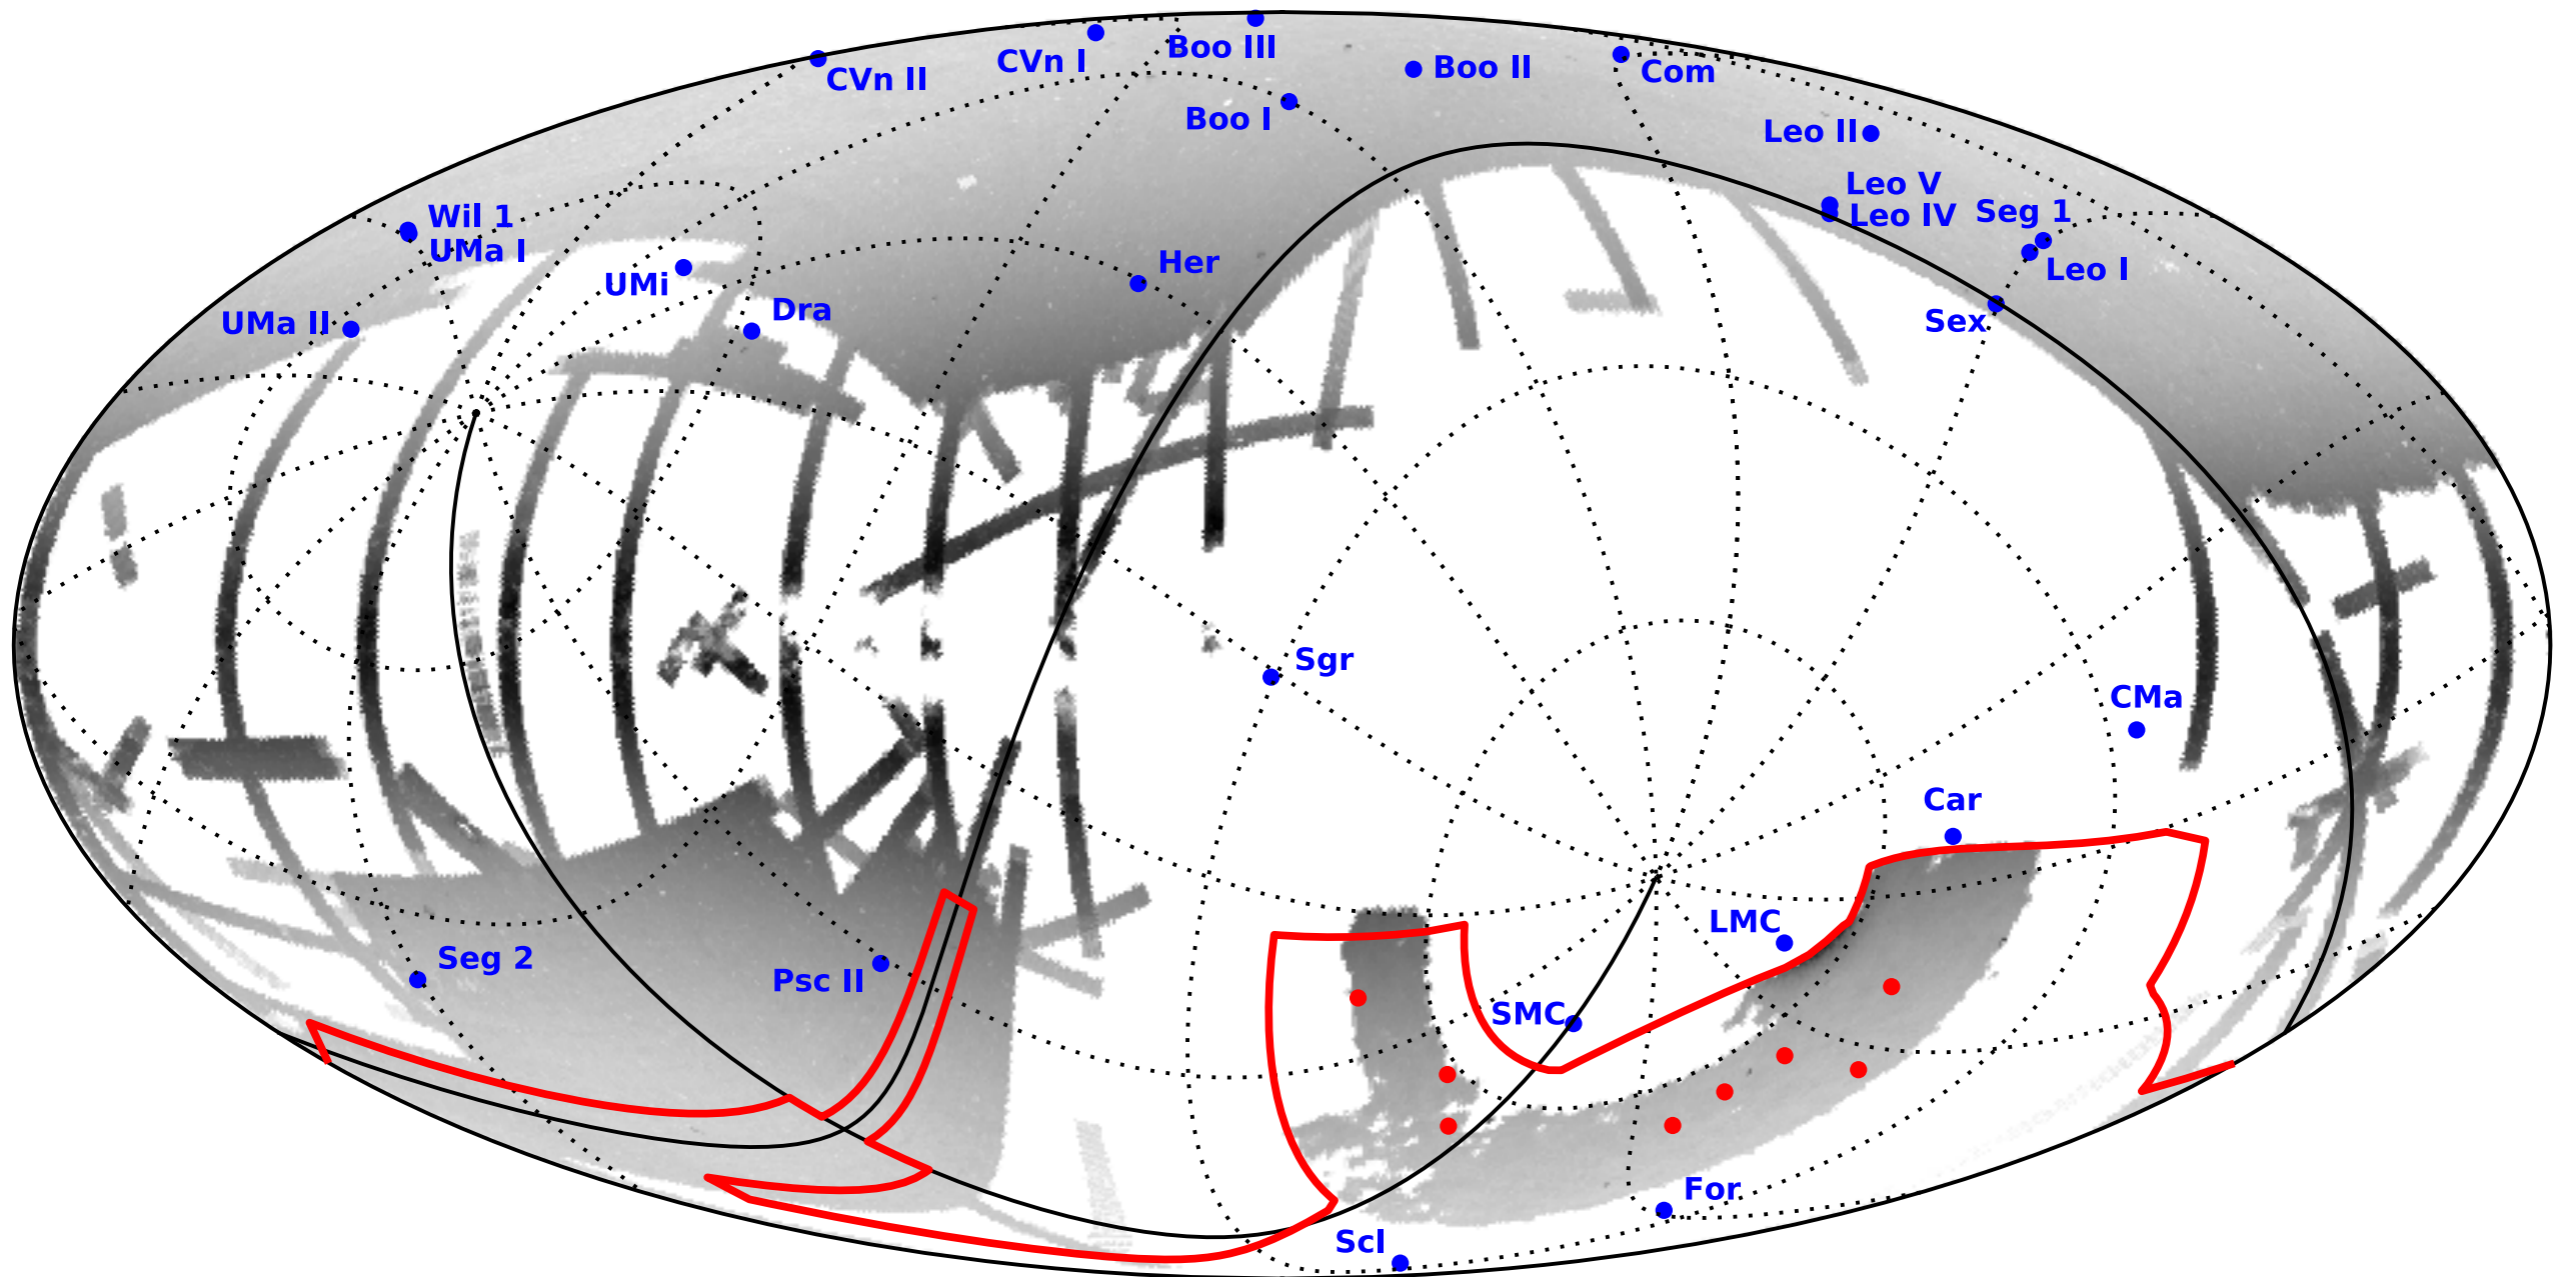 Boo III
CVn I
CVn II
Boo II
Com
Boo I
Leo II
Leo V
Leo IV
Seg 1
Wil 1
UMa I
Her
Leo I
UMi
Dra
UMa II
Sex
Sgr
CMa
Car
LMC
Seg 2
Psc II
SMC
For
Scl